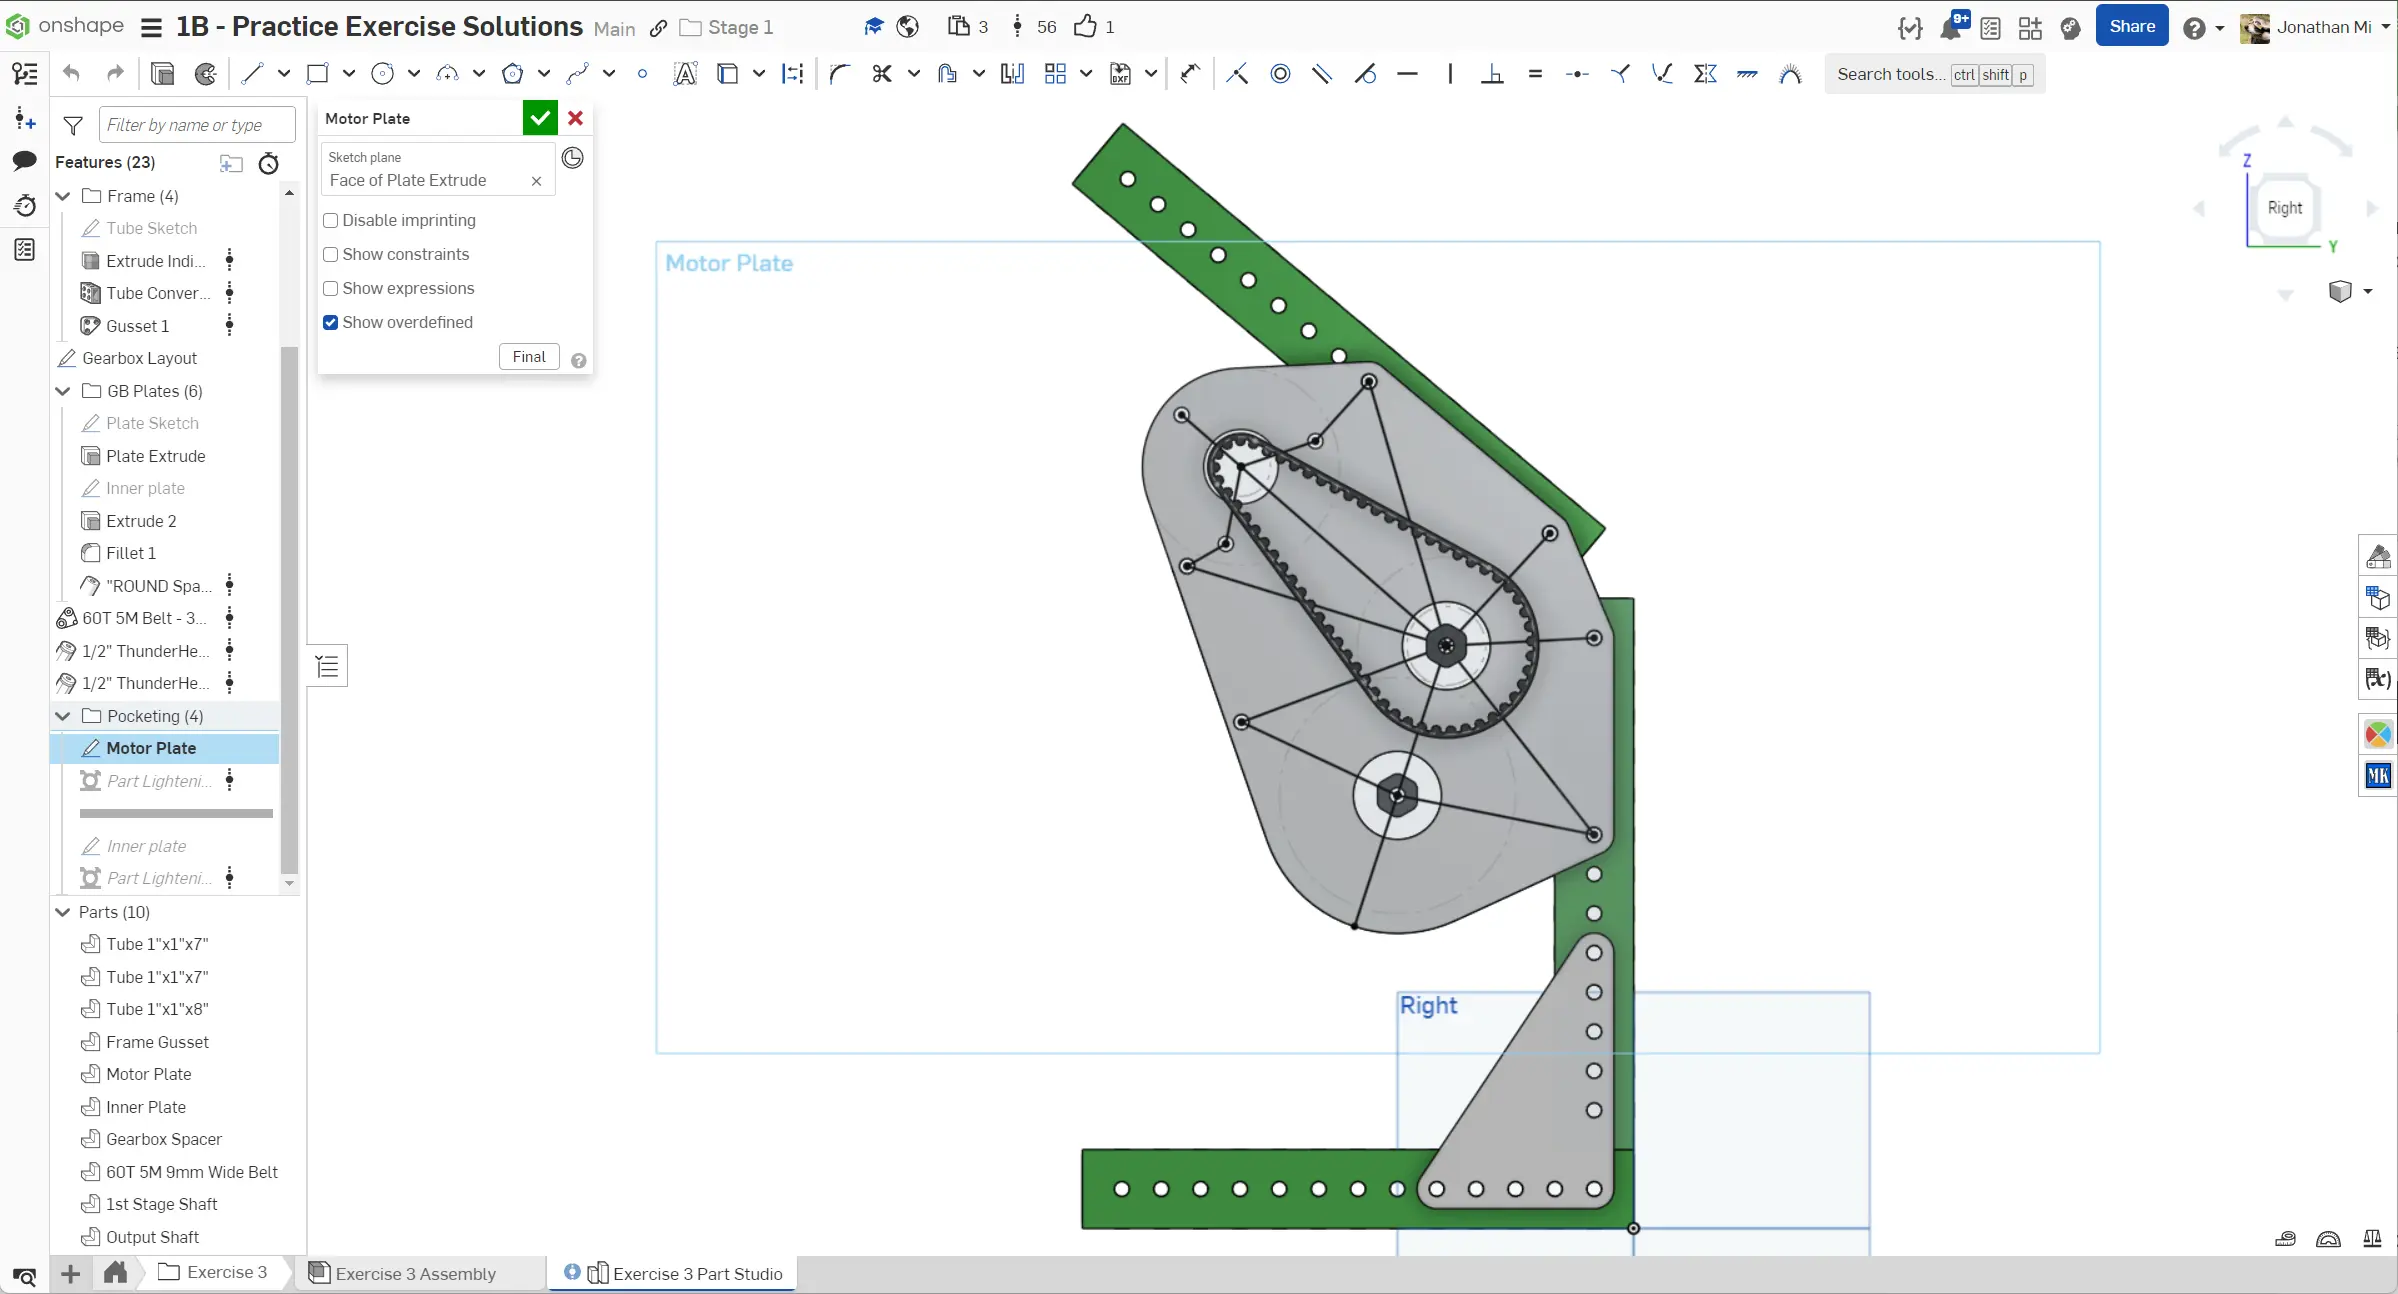 onshape
1B - Practice Exercise Solutions Main Stage 1
3 56 1
9+
Share
Jonathan Mi
Search tools... ctrl shift p
Filter by name or type
Features (23)
Frame (4)
Tube Sketch
Extrude Indi...
Tube Conver...
Gusset 1
Gearbox Layout
GB Plates (6)
Plate Sketch
Plate Extrude
Inner plate
Extrude 2
Fillet 1
"ROUND Spa...
60T 5M Belt - 3...
1/2" ThunderHe...
1/2" ThunderHe...
Pocketing (4)
Motor Plate
Part Lighteni...
Inner plate
Part Lighteni...
Parts (10)
Tube 1"x1"x7"
Tube 1"x1"x7"
Tube 1"x1"x8"
Frame Gusset
Motor Plate
Inner Plate
Gearbox Spacer
60T 5M 9mm Wide Belt
1st Stage Shaft
Output Shaft
Motor Plate
Sketch plane
Face of Plate Extrude
Disable imprinting
Show constraints
Show expressions
Show overdefined
Final
Motor Plate
Right
Z
Right
Y
(x)
MK
DXF
Exercise 3
Exercise 3 Assembly
Exercise 3 Part Studio